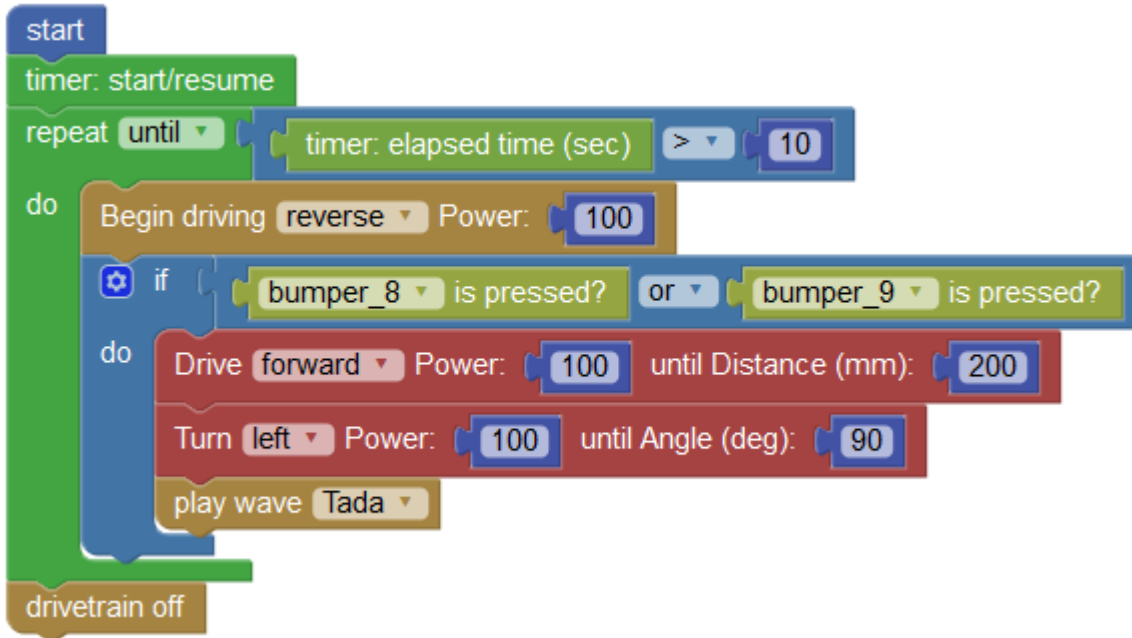 start
timer: start/resume
repeat until timer: elapsed time (sec) > 10
do Begin driving reverse Power: 100
if bumper_8 is pressed? or bumper_9 is pressed?
do Drive forward Power: 100 until Distance (mm): 200
Turn left Power: 100 until Angle (deg): 90
play wave Tada
drivetrain off